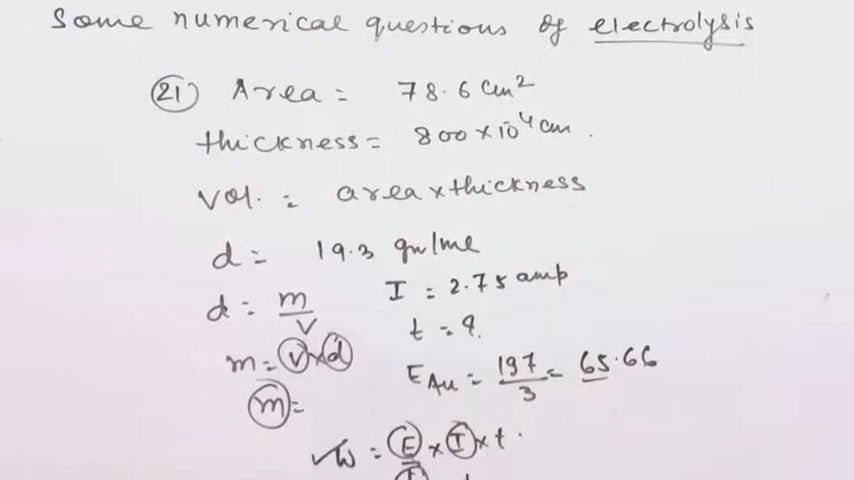 Some numerical questions of electrolysis
(21) Area = 78.6 cm²
thickness = 800 × 10⁻⁴ cm.
Vol. = area × thickness
d = 19.3 gm/ml
I = 2.75 amp
d = m/V
t = ?
m = V × d
E Au = 197/3 = 65.66
m =
W = E × I × t.
F